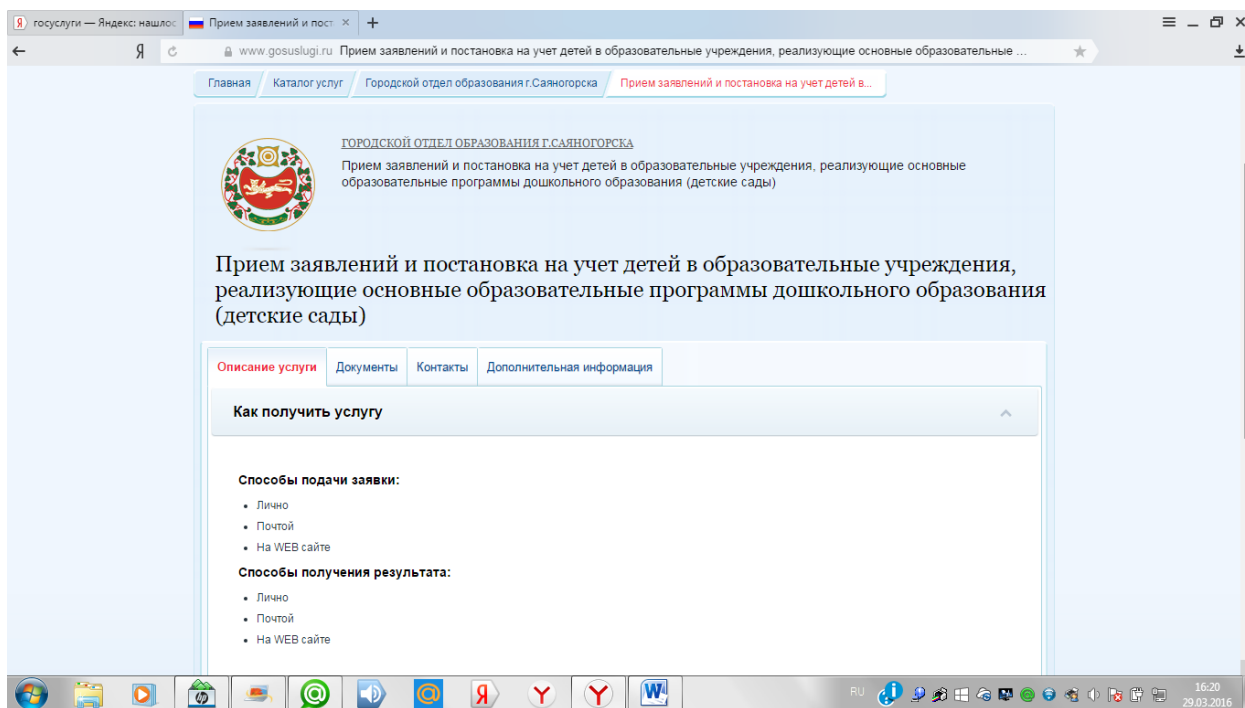 госуслуги — Яндекс: нашлос
Прием заявлений и пост
www.gosuslugi.ru Прием заявлений и постановка на учет детей в образовательные учреждения, реализующие основные образовательные ...
Главная Каталог услуг Городской отдел образования г.Саяногорска Прием заявлений и постановка на учет детей в...
ГОРОДСКОЙ ОТДЕЛ ОБРАЗОВАНИЯ Г.САЯНОГОРСКА
Прием заявлений и постановка на учет детей в образовательные учреждения, реализующие основные
образовательные программы дошкольного образования (детские сады)
Прием заявлений и постановка на учет детей в образовательные учреждения,
реализующие основные образовательные программы дошкольного образования
(детские сады)
Описание услуги Документы Контакты Дополнительная информация
Как получить услугу
Способы подачи заявки:
Лично
Почтой
На WEB сайте
Способы получения результата:
Лично
Почтой
На WEB сайте
RU
16:20
29.03.2016